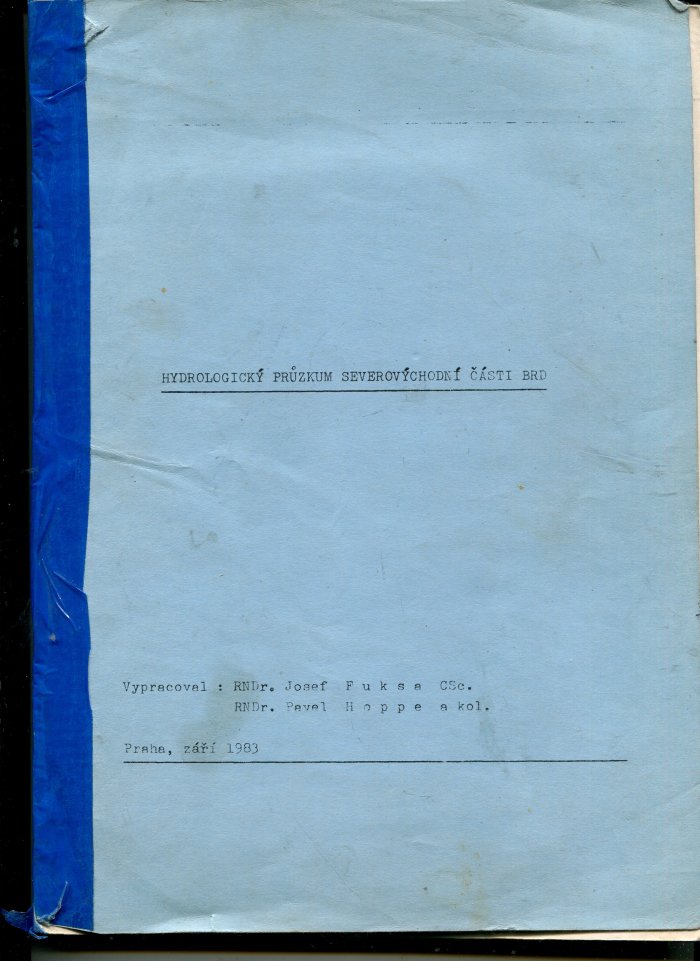 HYDROLOGICKÝ PRŮZKUM SEVEROVÝCHODNÍ ČÁSTI BRD
Vypracoval : RNDr. Josef F u k s a CSc.
RNDr. Pavel H o p p e a kol.
Praha, září 1983